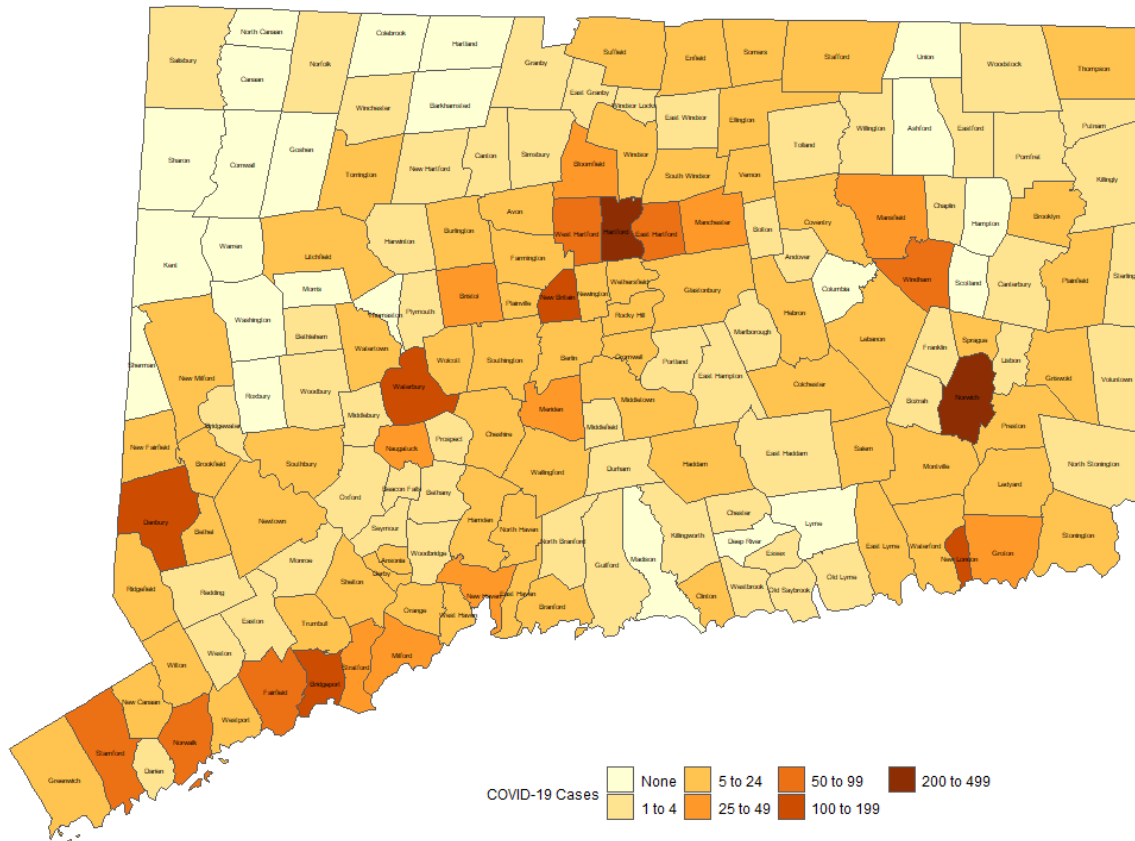 North Canaan
Colebrook
Hartland
Salisbury
Canaan
Norfolk
Granby
Suffield
Enfield
Somers
Stafford
Union
Woodstock
Thompson
East Granby
Windsor Locks
Winchester
Barkhamsted
East Windsor
Ellington
Willington
Ashford
Eastford
Putnam
Sharon
Cornwall
Goshen
Torrington
New Hartford
Canton
Simsbury
Bloomfield
Windsor
South Windsor
Vernon
Tolland
Pomfret
Killingly
Kent
Warren
Litchfield
Harwinton
Burlington
Avon
West Hartford
Hartford
East Hartford
Manchester
Bolton
Coventry
Mansfield
Chaplin
Hampton
Brooklyn
Farmington
Andover
Windham
Scotland
Canterbury
Plainfield
Sterling
Washington
Morris
Thomaston
Plymouth
Bristol
Plainville
New Britain
Newington
Wethersfield
Rocky Hill
Glastonbury
Hebron
Columbia
Lebanon
Bethlehem
Watertown
Wolcott
Southington
Berlin
Cromwell
Portland
Marlborough
East Hampton
Colchester
Franklin
Sprague
Lisbon
Griswold
Voluntown
Sherman
New Milford
Roxbury
Woodbury
Waterbury
Middlebury
Bridgewater
Naugatuck
Prospect
Cheshire
Meriden
Middletown
Middlefield
Bozrah
Norwich
Preston
New Fairfield
Brookfield
Southbury
Oxford
Beacon Falls
Bethany
Wallingford
Durham
Haddam
East Haddam
Salem
Montville
Ledyard
North Stonington
Danbury
Bethel
Newtown
Seymour
Woodbridge
Hamden
North Haven
North Branford
Guilford
Madison
Killingworth
Chester
Deep River
Essex
Lyme
East Lyme
Waterford
New London
Groton
Stonington
Ridgefield
Redding
Monroe
Shelton
Ansonia
Derby
Orange
New Haven
West Haven
East Haven
Branford
Clinton
Westbrook
Old Saybrook
Old Lyme
Easton
Trumbull
Weston
Wilton
Fairfield
Bridgeport
Stratford
Milford
New Canaan
Westport
Norwalk
Stamford
Darien
Greenwich
COVID-19 Cases
None
5 to 24
50 to 99
200 to 499
1 to 4
25 to 49
100 to 199